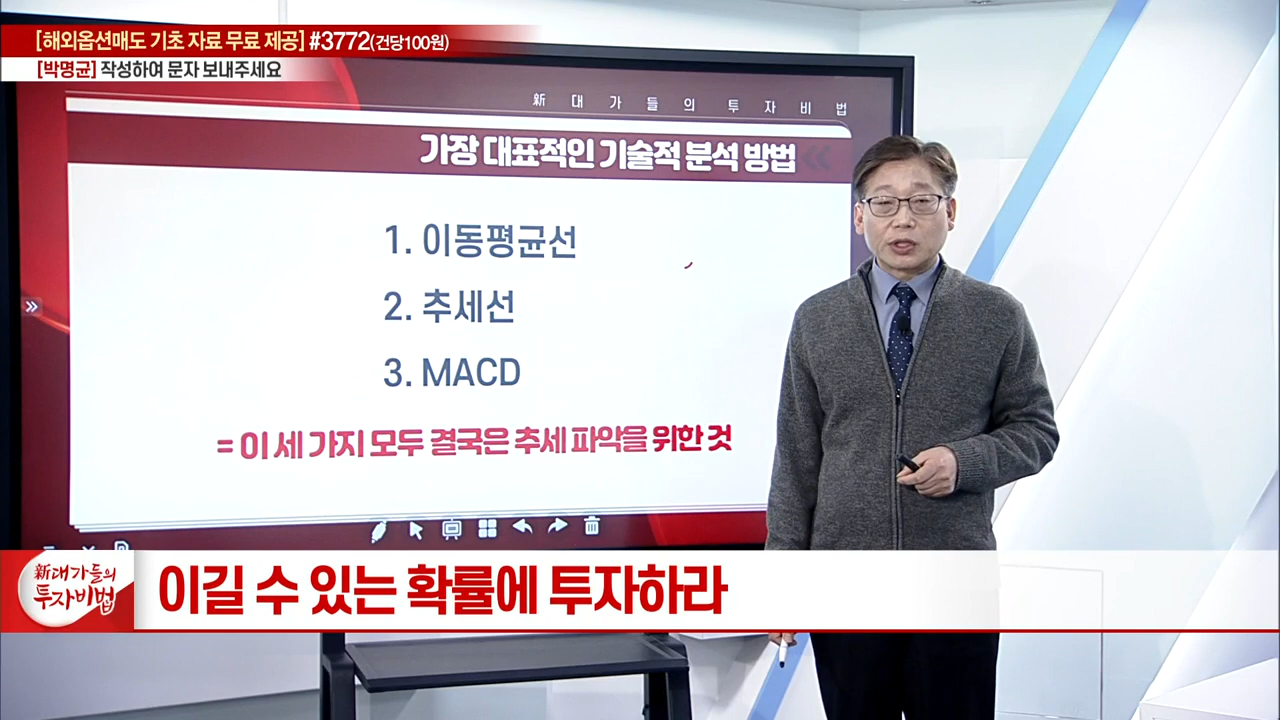 [해외옵션매도 기초 자료 무료 제공] #3772(건당100원)
[박명균] 작성하여 문자 보내주세요
新 대 가 들 의 투 자 비 법
가장 대표적인 기술적 분석 방법
1. 이동평균선
2. 추세선
3. MACD
= 이 세 가지 모두 결국은 추세 파악을 위한 것
新대가들의
투자비법
이길 수 있는 확률에 투자하라